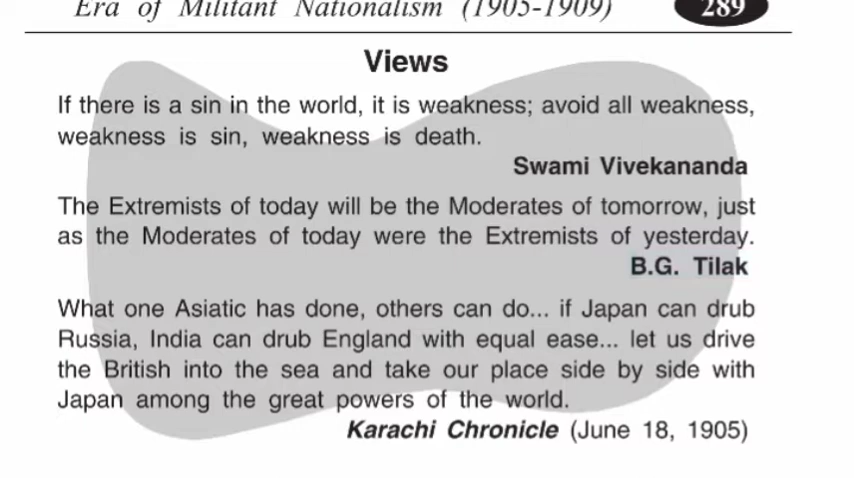 Era of Militant Nationalism (1905-1909) 289
Views
If there is a sin in the world, it is weakness; avoid all weakness,
weakness is sin, weakness is death.
Swami Vivekananda
The Extremists of today will be the Moderates of tomorrow, just
as the Moderates of today were the Extremists of yesterday.
B.G. Tilak
What one Asiatic has done, others can do... if Japan can drub
Russia, India can drub England with equal ease... let us drive
the British into the sea and take our place side by side with
Japan among the great powers of the world.
Karachi Chronicle (June 18, 1905)